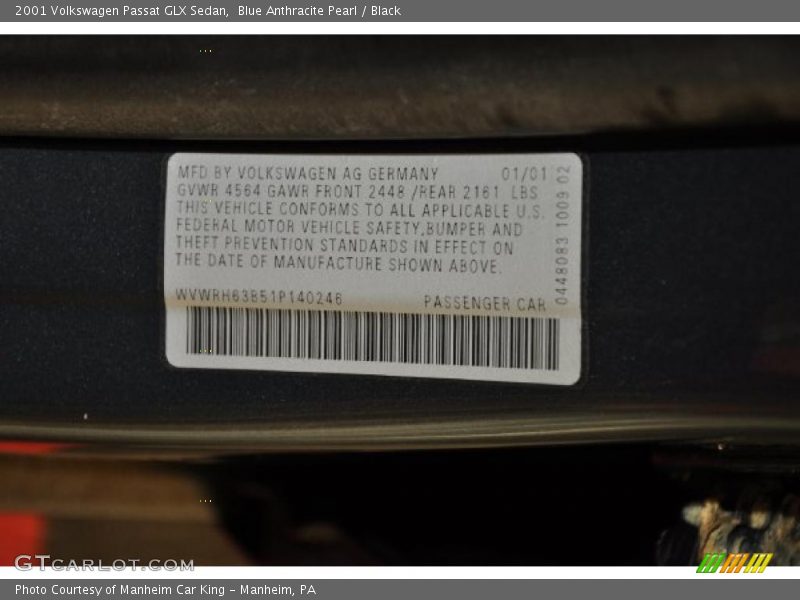 2001 Volkswagen Passat GLX Sedan,  Blue Anthracite Pearl / Black
MFD BY VOLKSWAGEN AG GERMANY 01/01
GVWR 4564 GAWR FRONT 2448 /REAR 2161 LBS
THIS VEHICLE CONFORMS TO ALL APPLICABLE U.S.
FEDERAL MOTOR VEHICLE SAFETY,BUMPER AND
THEFT PREVENTION STANDARDS IN EFFECT ON
THE DATE OF MANUFACTURE SHOWN ABOVE.
WVWRH63B51P140246 PASSENGER CAR
0448083 1009 02
GTCARLOT.COM
Photo Courtesy of Manheim Car King – Manheim, PA